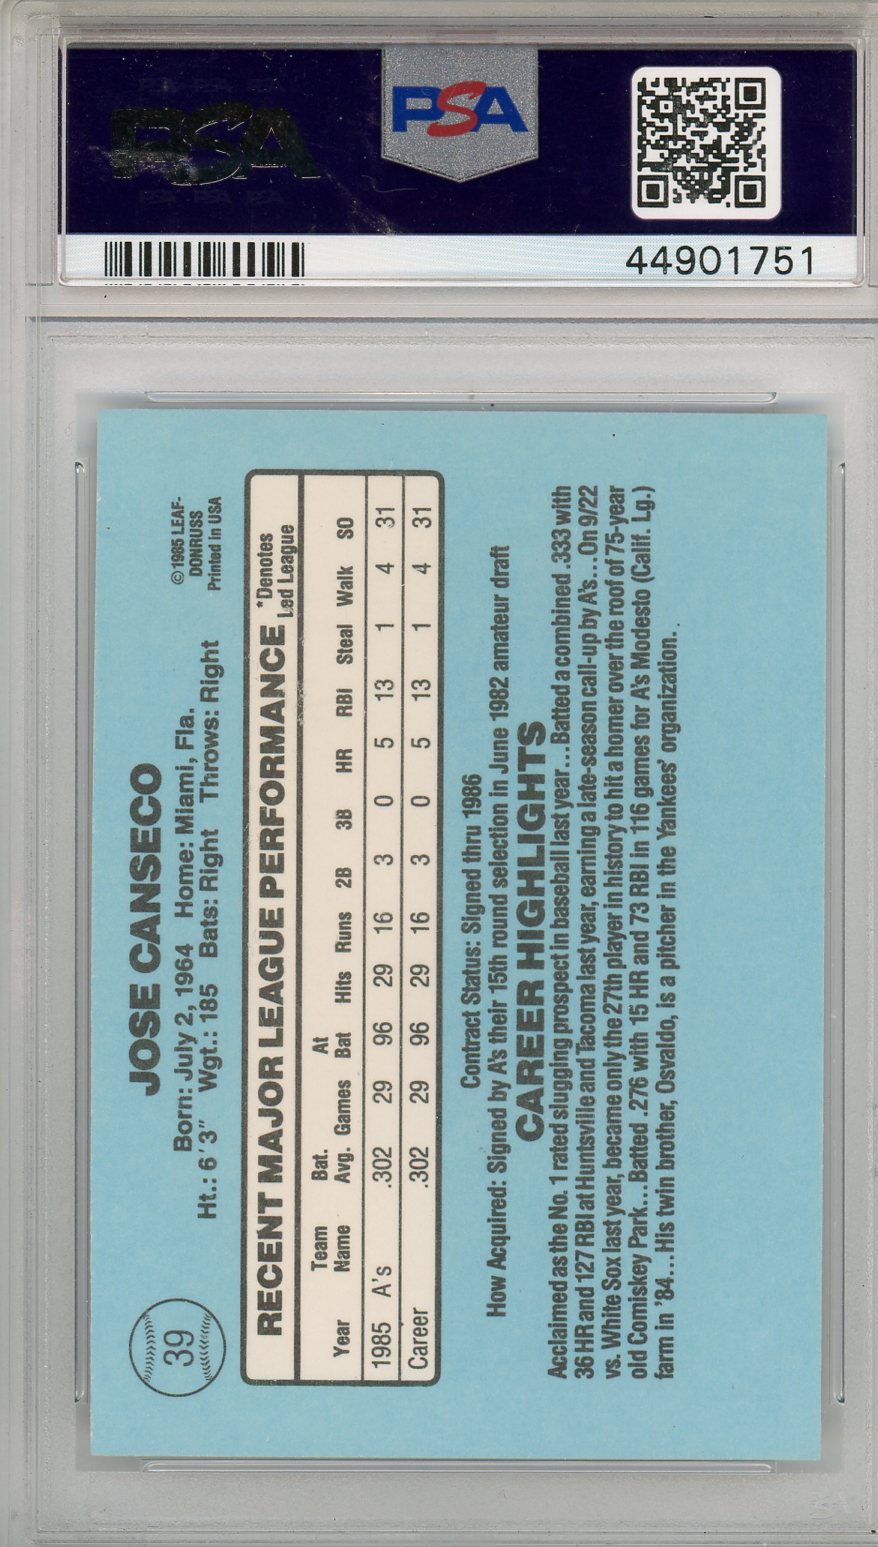 PSA
PSA
44901751
39
JOSE CANSECO
©1985 LEAF-
DONRUSS
Printed in USA
Born: July 2, 1964 Home: Miami, Fla.
Ht.: 6'3" Wgt.: 185 Bats: Right Throws: Right
RECENT MAJOR LEAGUE PERFORMANCE *Denotes Led League
Year Team Name Bat. Avg. Games At Bat Hits Runs 2B 3B HR RBI Steal Walk SO
1985 A's .302 29 96 29 16 3 0 5 13 1 4 31
Career .302 29 96 29 16 3 0 5 13 1 4 31
Contract Status: Signed thru 1986
How Acquired: Signed by A's their 15th round selection in June 1982 amateur draft
CAREER HIGHLIGHTS
Acclaimed as the No. 1 rated slugging prospect in baseball last year...Batted a combined .333 with
36 HR and 127 RBI at Huntsville and Tacoma last year, earning a late-season call-up by A's...On 9/22
vs. White Sox last year, became only the 27th player in history to hit a homer over the roof of 75-year
old Comiskey Park...Batted .276 with 15 HR and 73 RBI in 116 games for A's Modesto (Calif. Lg.)
farm in '84....His twin brother, Osvaldo, is a pitcher in the Yankees' organization.